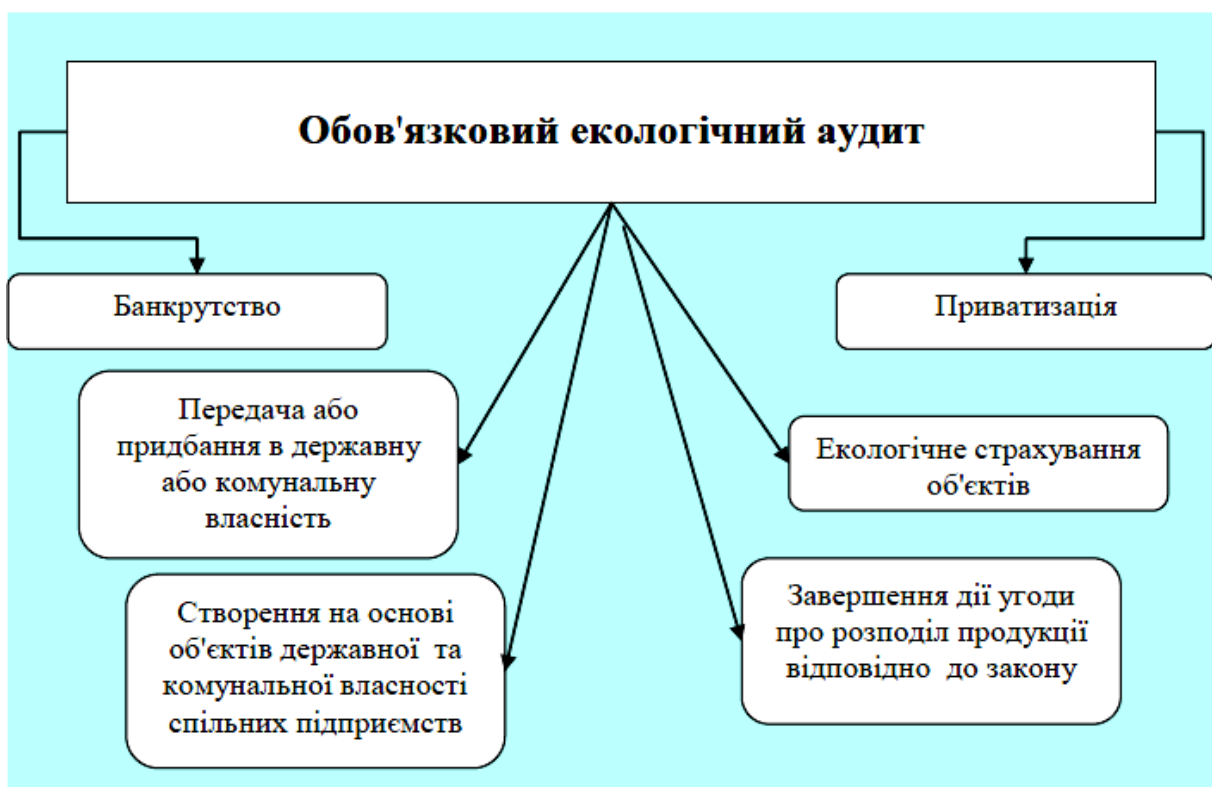 Обов'язковий екологічний аудит
Банкрутство
Приватизація
Передача або
придбання в державну
або комунальну
власність
Екологічне страхування
об'єктів
Створення на основі
об'єктів державної та
комунальної власності
спільних підприємств
Завершення дії угоди
про розподіл продукції
відповідно до закону